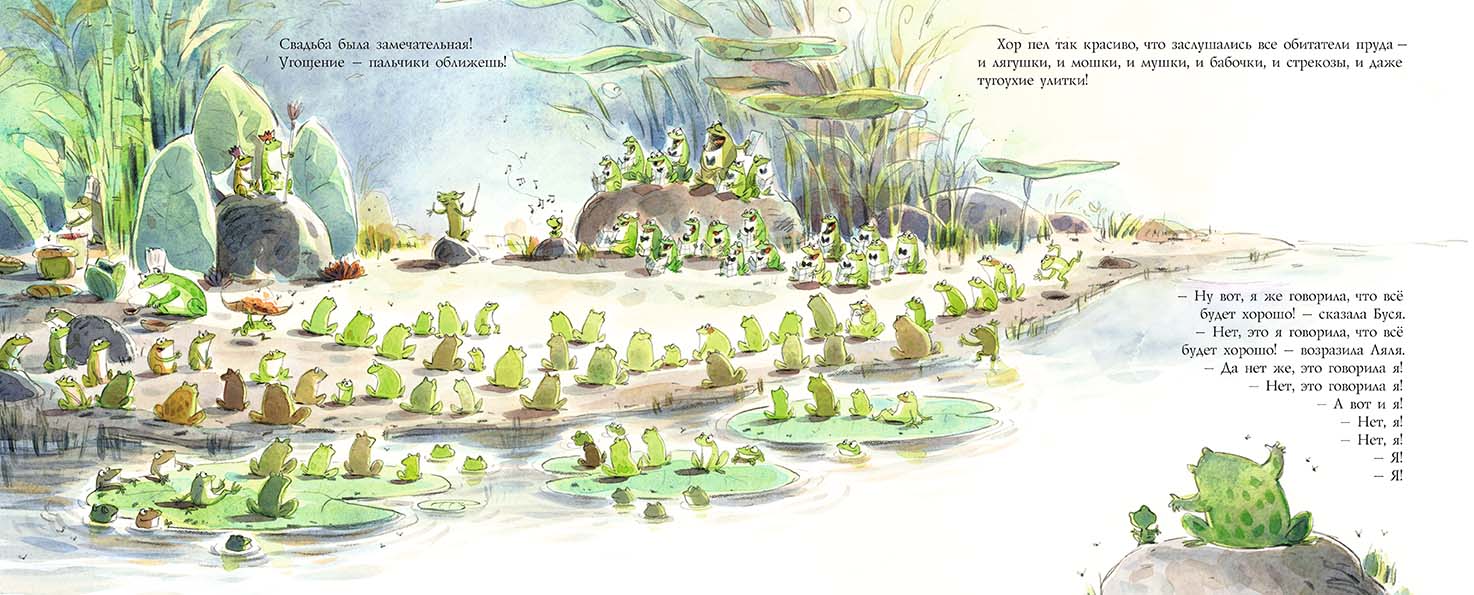 Свадьба была замечательная!
Угощение – пальчики оближешь!
Хор пел так красиво, что заслушались все обитатели пруда –
и лягушки, и мошки, и мушки, и бабочки, и стрекозы, и даже
тугоухие улитки!
– Ну вот, я же говорила, что всё
будет хорошо! – сказала Буся.
– Нет, это я говорила, что всё
будет хорошо! – возразила Ляля.
– Да нет же, это говорила я!
– Нет, это говорила я!
– А вот и я!
– Нет, я!
– Нет, я!
– Я!
– Я!